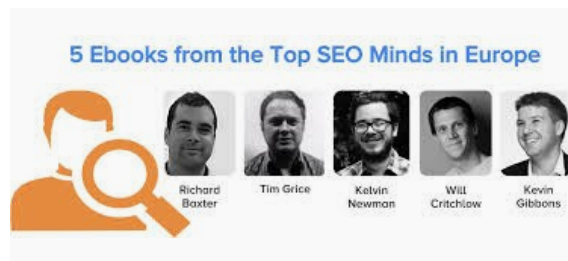 5 Ebooks from the Top SEO Minds in Europe
Richard
Baxter
Tim Grice
Kelvin
Newman
Will
Critchlow
Kevin
Gibbons